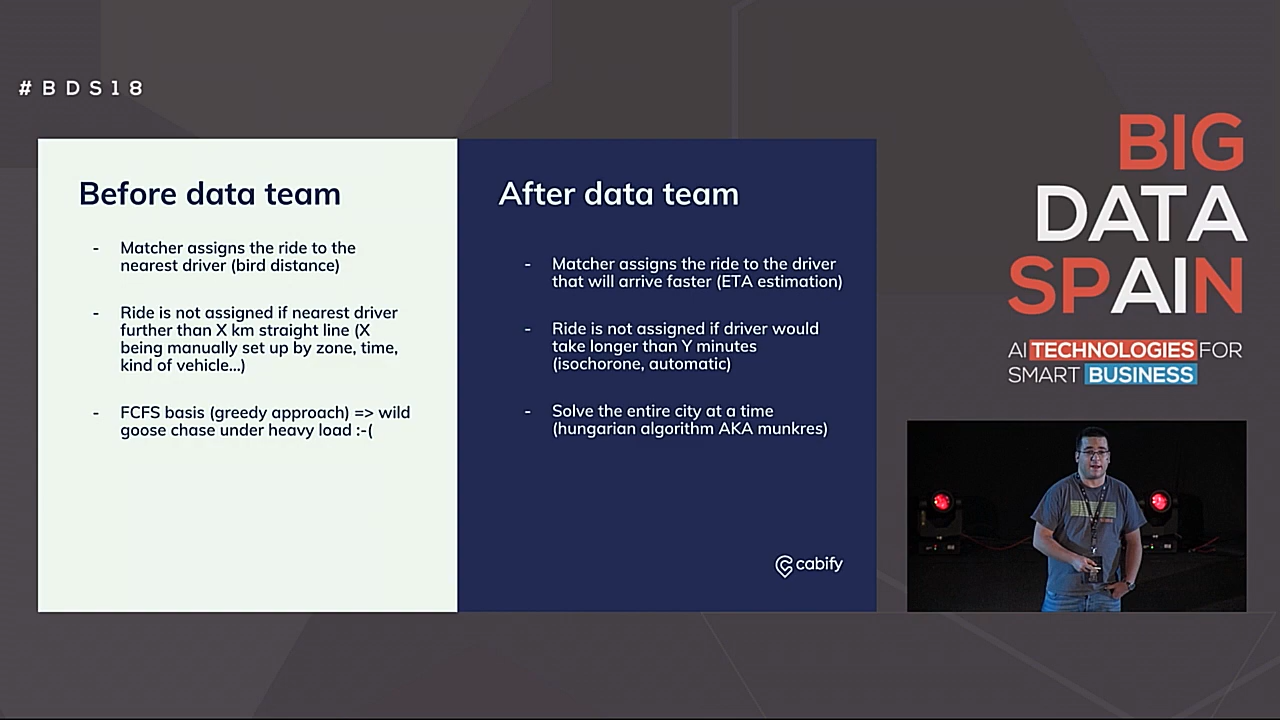 #BDS18
Before data team
- Matcher assigns the ride to the
nearest driver (bird distance)
- Ride is not assigned if nearest driver
further than X km straight line (X
being manually set up by zone, time,
kind of vehicle...)
- FCFS basis (greedy approach) => wild
goose chase under heavy load :-(
After data team
- Matcher assigns the ride to the driver
that will arrive faster (ETA estimation)
- Ride is not assigned if driver would
take longer than Y minutes
(isochorone, automatic)
- Solve the entire city at a time
(hungarian algorithm AKA munkres)
cabify
BIG
DATA
SPAIN
AI TECHNOLOGIES FOR
SMART BUSINESS